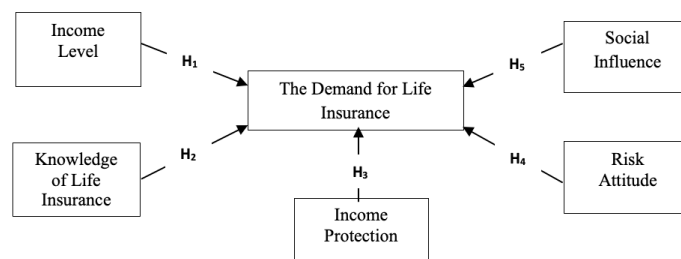 Income
Level
H1
Social
Influence
H5
The Demand for Life
Insurance
Knowledge
of Life
Insurance
H2
H3
H4
Risk
Attitude
Income
Protection